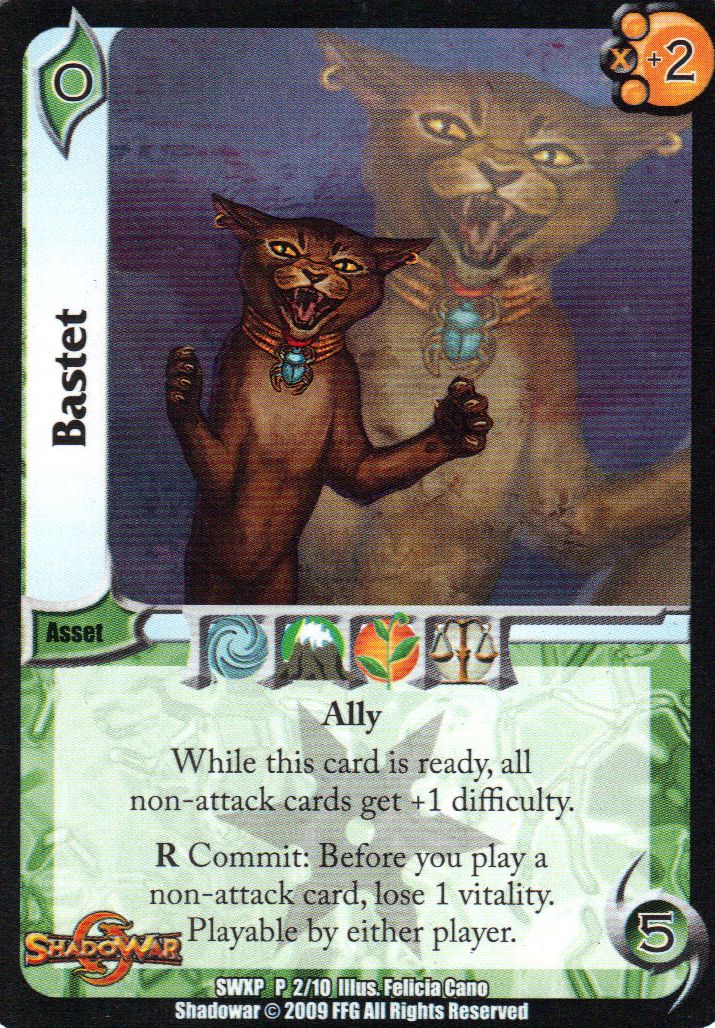 0
X +2
Bastet
Asset
Ally
While this card is ready, all
non-attack cards get +1 difficulty.
R Commit: Before you play a
non-attack card, lose 1 vitality.
Playable by either player.
5
SHADOWAR
SWXP P 2/10 Illus. Felicia Cano
Shadowar © 2009 FFG All Rights Reserved